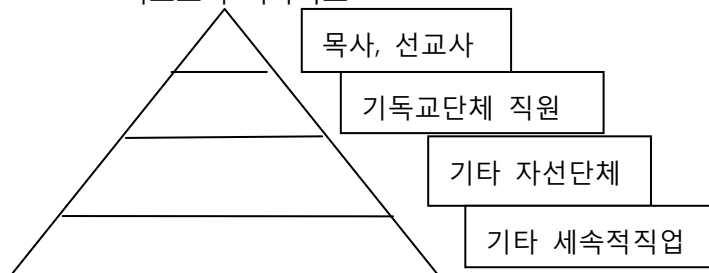 목사, 선교사
기독교단체 직원
기타 자선단체
기타 세속적직업